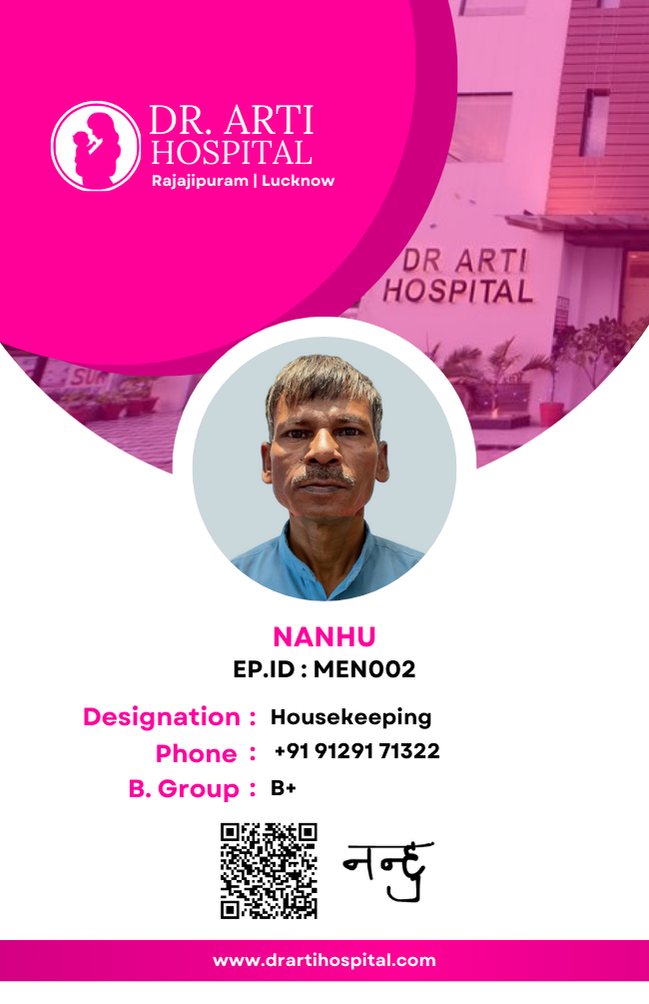 DR. ARTI
HOSPITAL
Rajajipuram | Lucknow
DR ARTI
HOSPITAL
SUR
NANHU
EP.ID : MEN002
Designation : Housekeeping
Phone : +91 91291 71322
B. Group : B+
नन्हु
www.drartihospital.com